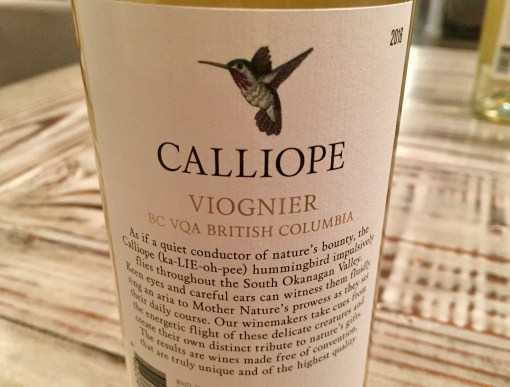 2016
CALLIOPE
VIOGNIER
BC VQA BRITISH COLUMBIA
As if a quiet conductor of nature's bounty, the
Calliope (ka-LIE-oh-pee) hummingbird impulsively
flies throughout the South Okanagan Valley.
Keen eyes and careful ears can witness them fluidly
sing an aria to Mother Nature's prowess as they set
their daily course. Our winemakers take cues from
the energetic flight of these delicate creatures and
create their own distinct tribute to nature's gifts.
The results are wines made free of convention,
that are truly unique and of the highest quality.
WHITE